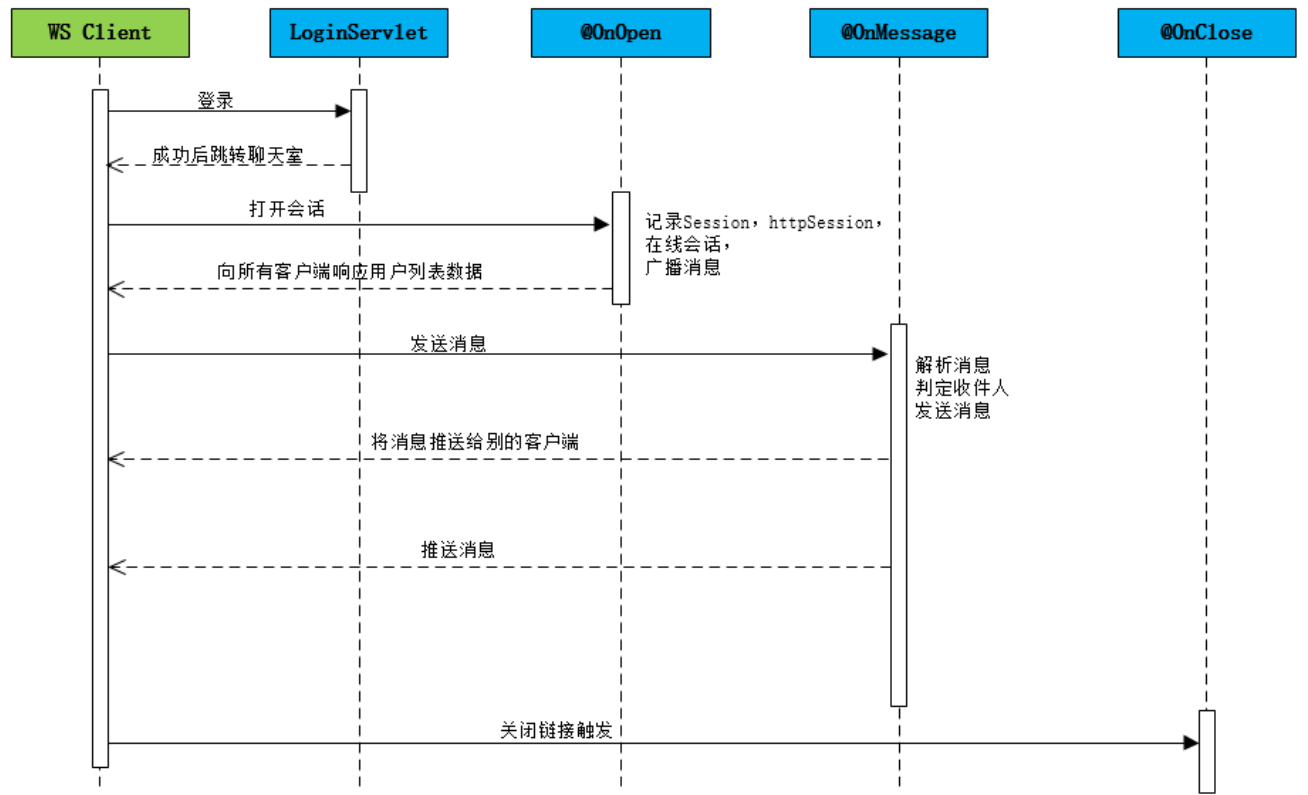 WS Client
LoginServlet
@OnOpen
@OnMessage
@OnClose
登录
成功后跳转聊天室
打开会话
记录Session，httpSession，
在线会话，
广播消息
向所有客户端响应用户列表数据
发送消息
解析消息
判定收件人
发送消息
将消息推送给别的客户端
推送消息
关闭链接触发